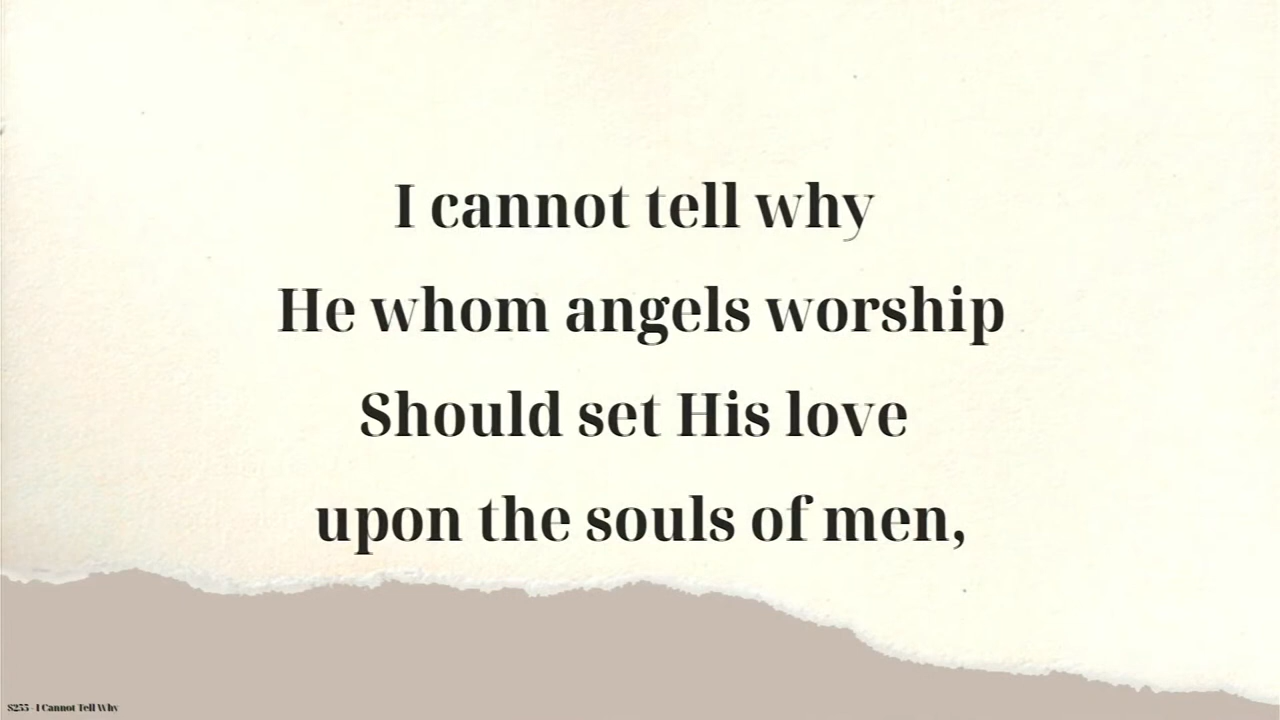 I cannot tell why
He whom angels worship
Should set His love
upon the souls of men,
S255 - I Cannot Tell Why